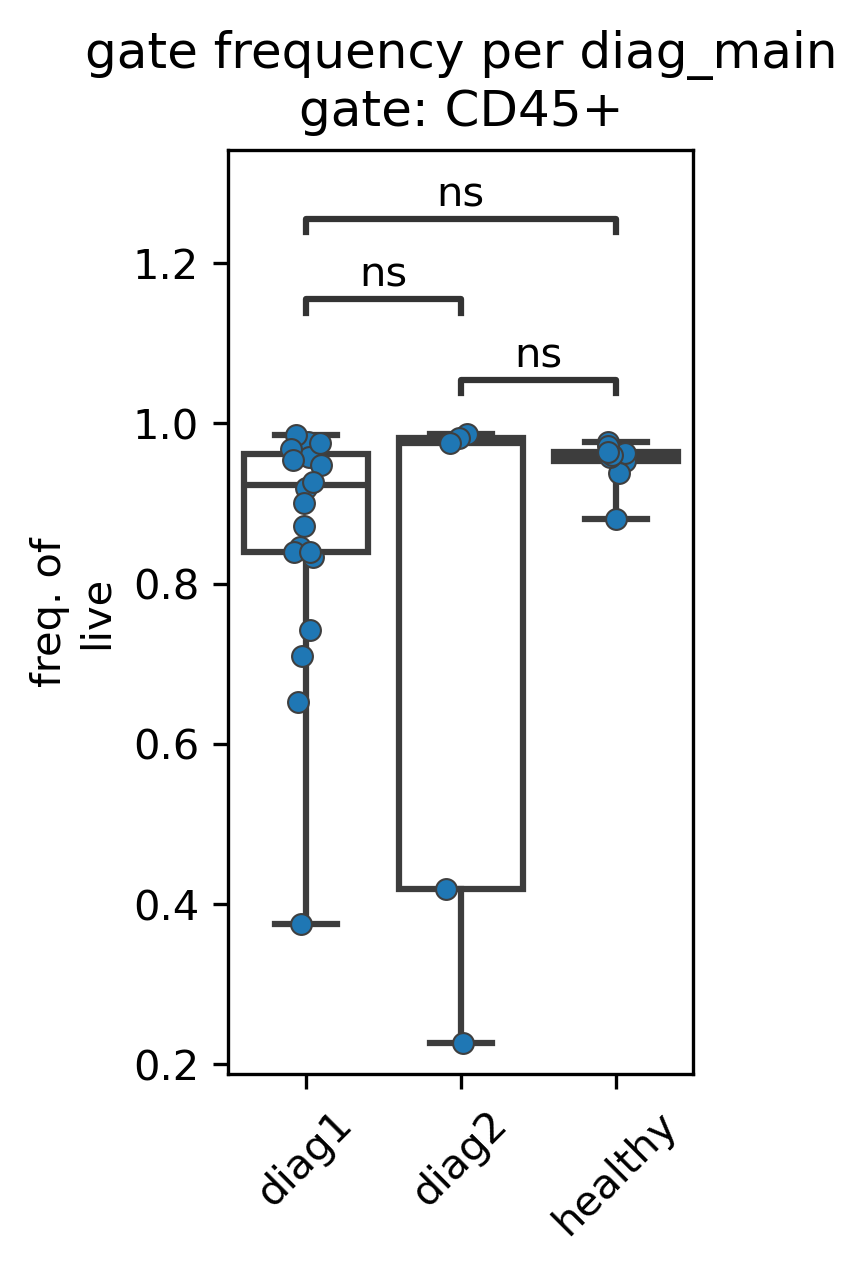 gate frequency per diag_main
gate: CD45+
ns
ns
ns
1.2
1.0
0.8
0.6
0.4
0.2
freq. of
live
diag1
diag2
healthy